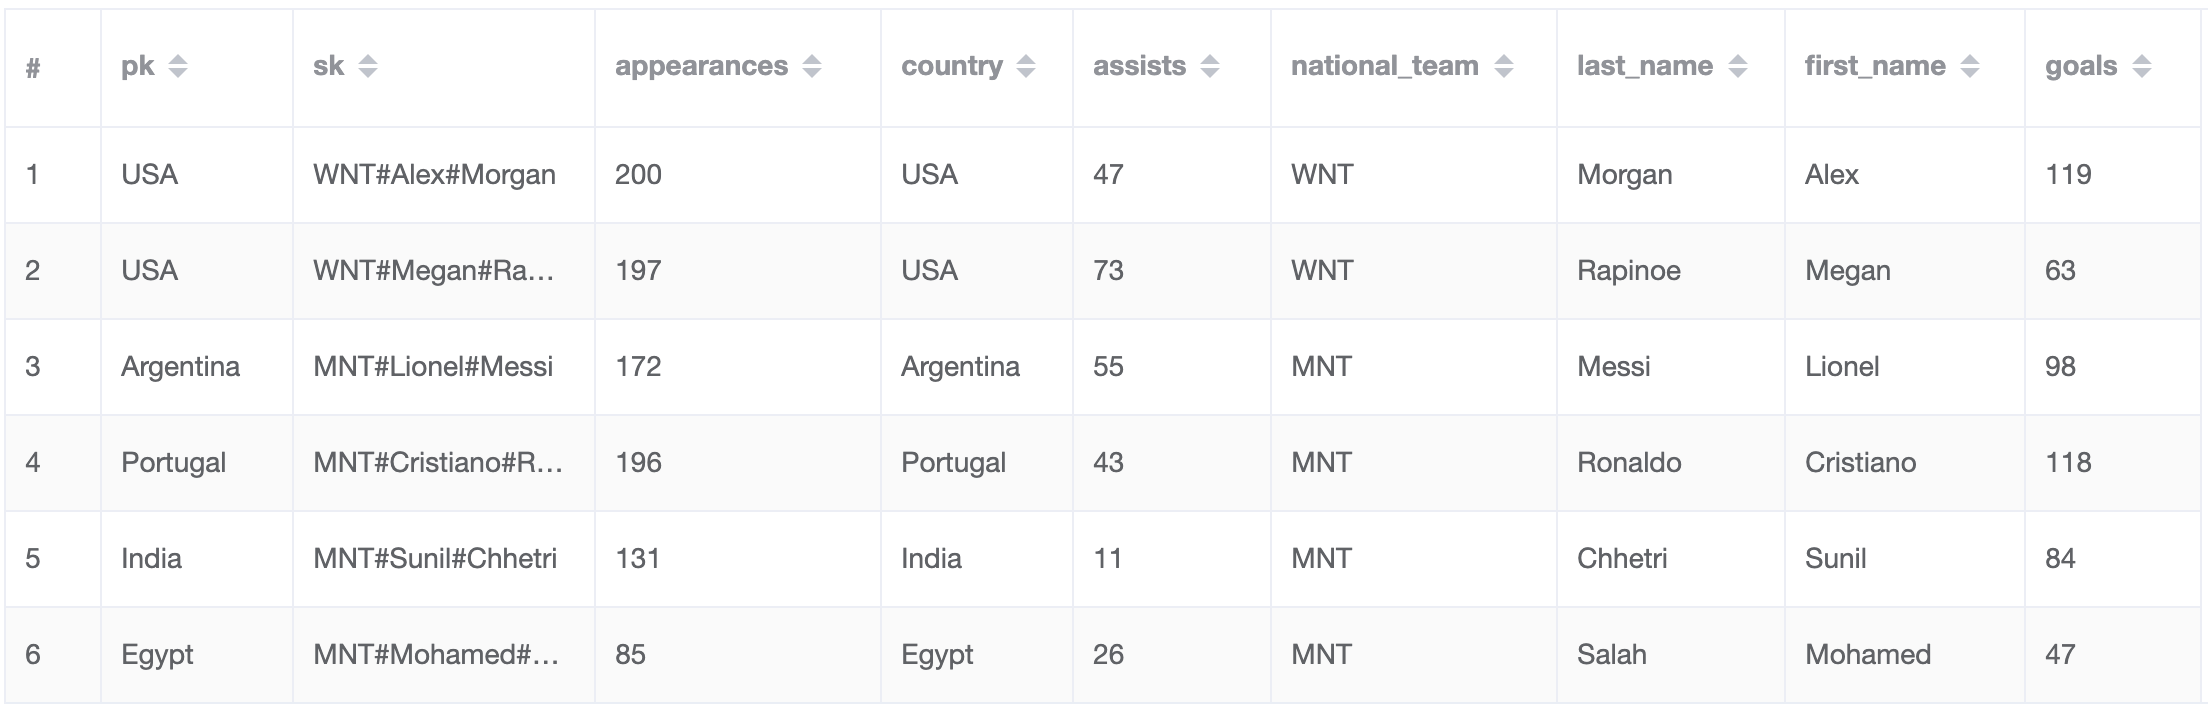 # pk sk appearances country assists national_team last_name first_name goals
1 USA WNT#Alex#Morgan 200 USA 47 WNT Morgan Alex 119
2 USA WNT#Megan#Ra... 197 USA 73 WNT Rapinoe Megan 63
3 Argentina MNT#Lionel#Messi 172 Argentina 55 MNT Messi Lionel 98
4 Portugal MNT#Cristiano#R... 196 Portugal 43 MNT Ronaldo Cristiano 118
5 India MNT#Sunil#Chhetri 131 India 11 MNT Chhetri Sunil 84
6 Egypt MNT#Mohamed#... 85 Egypt 26 MNT Salah Mohamed 47